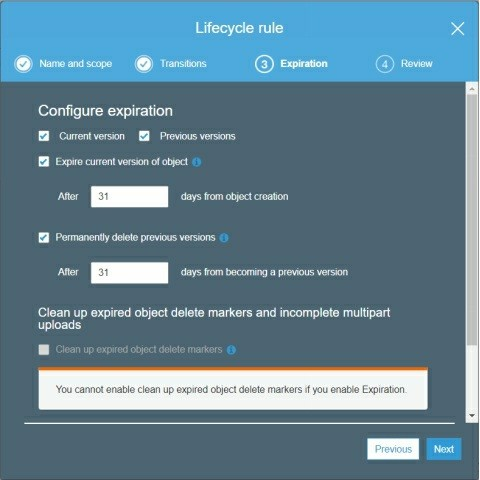 Lifecycle rule
Name and scope
Transitions
3 Expiration
4 Review
Configure expiration
Current version
Previous versions
Expire current version of object
After 31 days from object creation
Permanently delete previous versions
After 31 days from becoming a previous version
Clean up expired object delete markers and incomplete multipart
uploads
Clean up expired object delete markers
You cannot enable clean up expired object delete markers if you enable Expiration.
Previous
Next